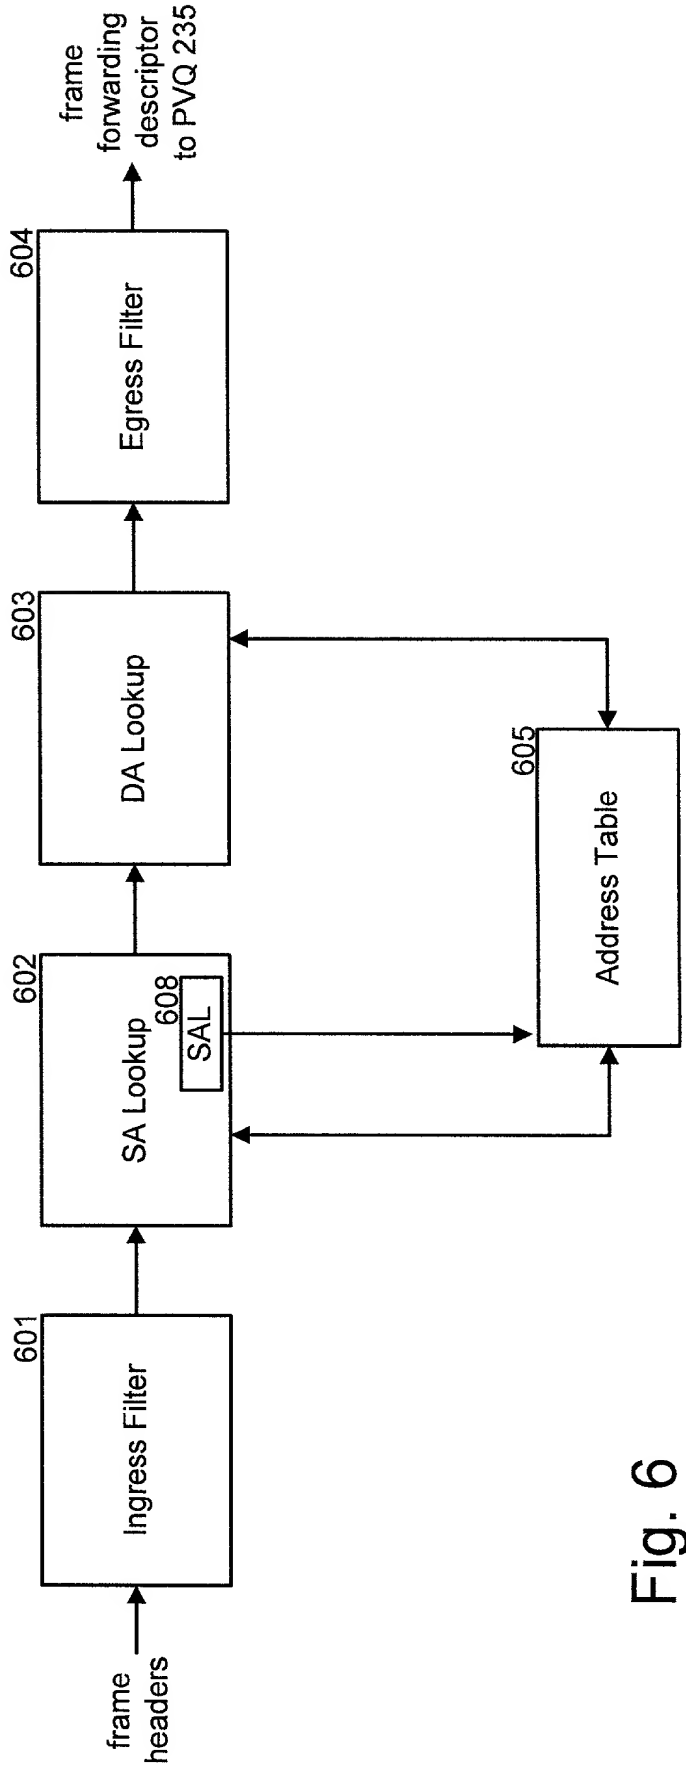 frame
headers
601
Ingress Filter
602
SA Lookup
608
SAL
603
DA Lookup
604
Egress Filter
frame
forwarding
descriptor
to PVQ 235
605
Address Table
Fig. 6